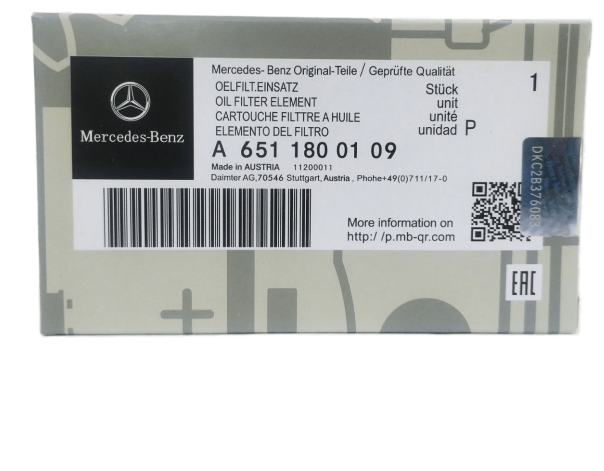 Mercedes-Benz
Mercedes- Benz Original-Teile / Geprüfte Qualität
OELFILT.EINSATZ Stück
OIL FILTER ELEMENT unit
CARTOUCHE FILTTRE A HUILE unité
ELEMENTO DEL FILTRO unidad P
1
A 651 180 01 09
Made in AUSTRIA 11200011
Daimler AG,70546 Stuttgart, Austria , Phohe+49(0)711/17-0
More information on
http: / /p.mb-qr.com
DKC2B37608
EAC